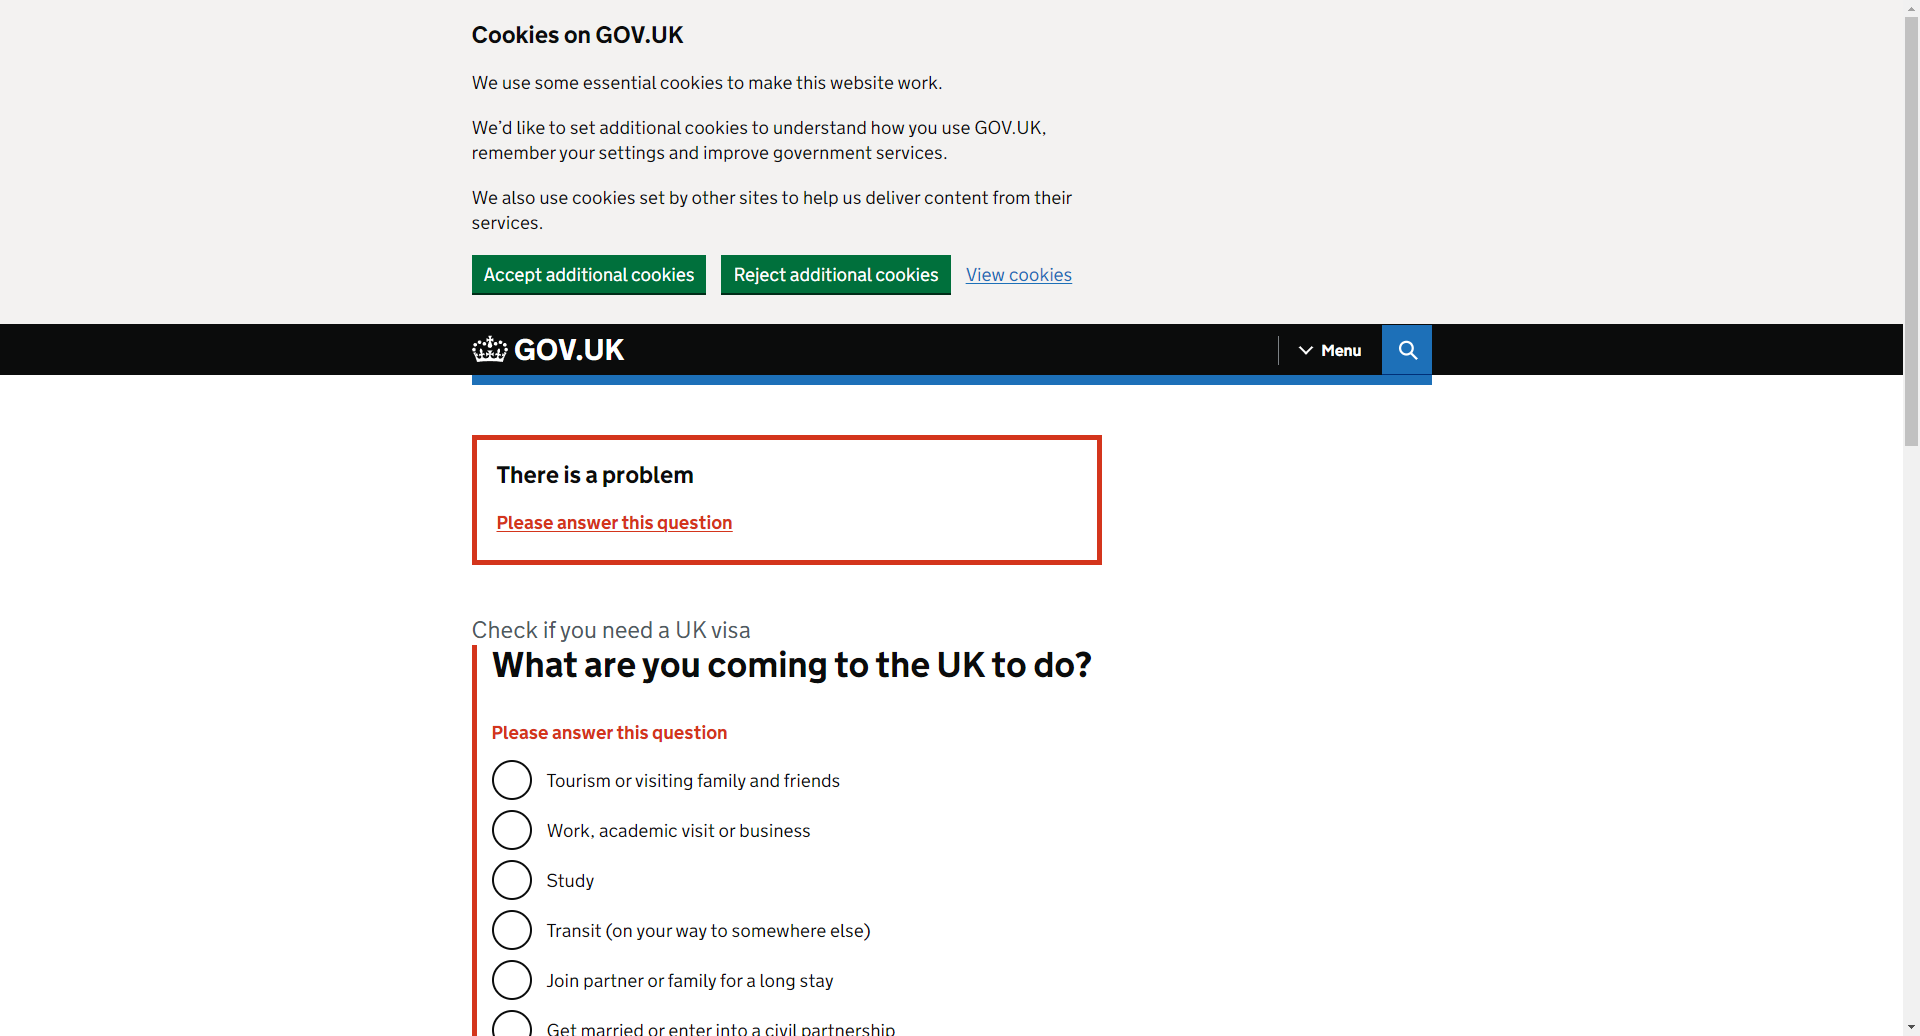 Cookies on GOV.UK
We use some essential cookies to make this website work.
We’d like to set additional cookies to understand how you use GOV.UK,
remember your settings and improve government services.
We also use cookies set by other sites to help us deliver content from their
services.
Accept additional cookies
Reject additional cookies
View cookies
GOV.UK
Menu
There is a problem
Please answer this question
Check if you need a UK visa
What are you coming to the UK to do?
Please answer this question
Tourism or visiting family and friends
Work, academic visit or business
Study
Transit (on your way to somewhere else)
Join partner or family for a long stay
Get married or enter into a civil partnership